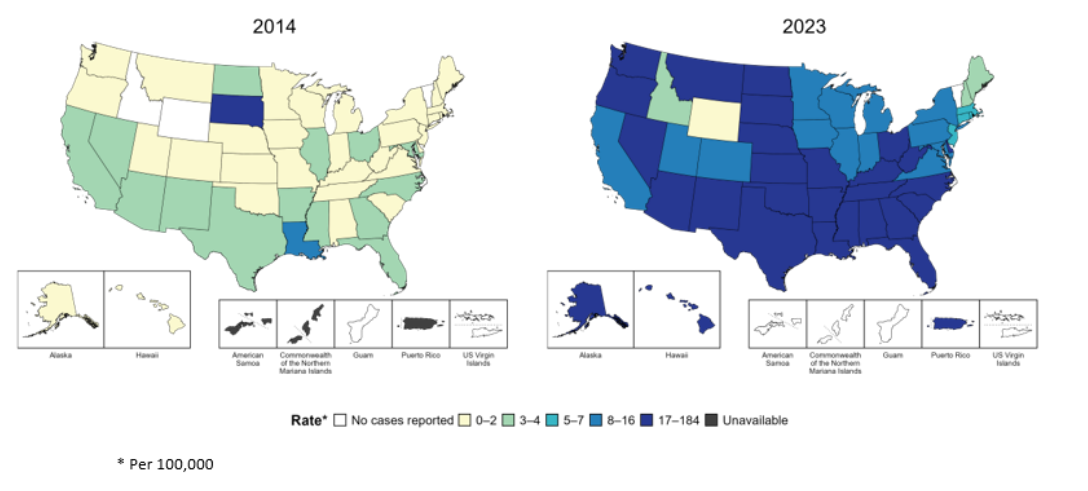 2014
2023
Alaska
Hawaii
American
Samoa
Commonwealth
of the Northern
Mariana Islands
Guam
Puerto Rico
US Virgin
Islands
Alaska
Hawaii
American
Samoa
Commonwealth
of the Northern
Mariana Islands
Guam
Puerto Rico
US Virgin
Islands
Rate* No cases reported 0–2 3–4 5–7 8–16 17–184 Unavailable
* Per 100,000